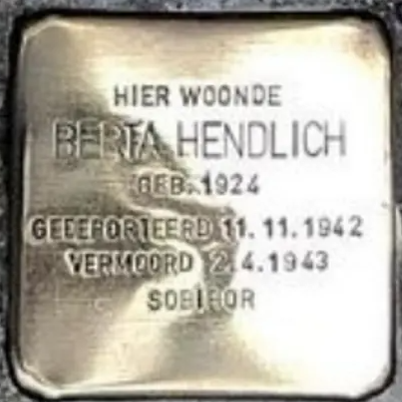 HIER WOONDE
BERTA HENDLICH
GEB. 1924
GEDEPORTEERD 11.11.1942
VERMOORD 2.4.1943
SOBIBOR